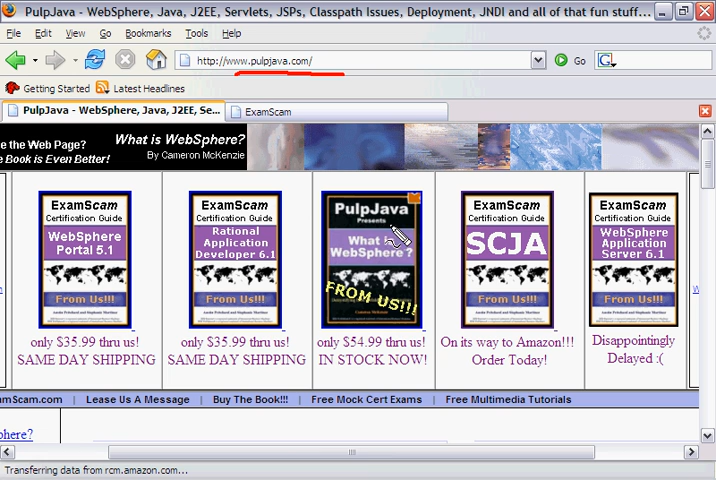 PulpJava - WebSphere, Java, J2EE, Servlets, JSPs, Classpath Issues, Deployment, JNDI and all of that fun stuff...
File Edit View Go Bookmarks Tools Help
http://www.pulpjava.com/ Go G
Getting Started Latest Headlines
PulpJava - WebSphere, Java, J2EE, Se... ExamScam
e the Web Page? What is WebSphere?
Book is Even Better! By Cameron McKenzie
ExamScam
Certification Guide
WebSphere
Portal 5.1
From Us!!!
only $35.99 thru us!
SAME DAY SHIPPING
ExamScam
Certification Guide
Rational
Application
Developer 6.1
From Us!!!
only $35.99 thru us!
SAME DAY SHIPPING
PulpJava
Presents
What is
WebSphere?
FROM US!!!
only $54.99 thru us!
IN STOCK NOW!
ExamScam
Certification Guide
SCJA
From Us!!!
On its way to Amazon!!!
Order Today!
ExamScam
Certification Guide
WebSphere
Application
Server 6.1
From Us!!!
Disappointingly
Delayed :(
amScam.com | Lease Us A Message | Buy The Book!!! | Free Mock Cert Exams | Free Multimedia Tutorials
phere?
Transferring data from rcm.amazon.com...